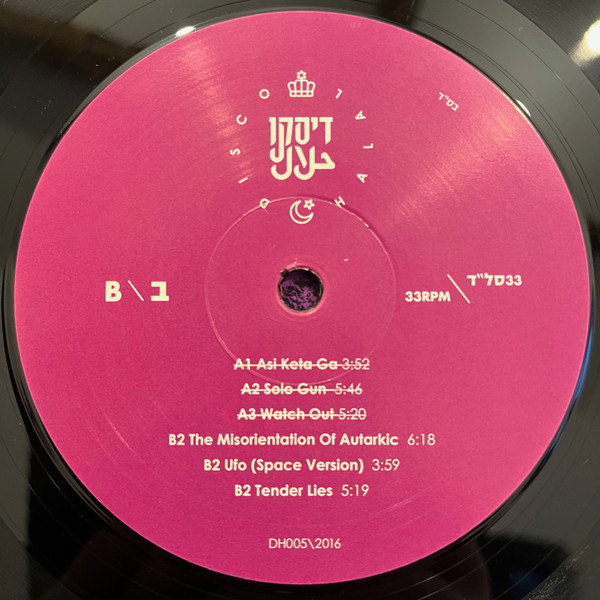 DISCO HALAL
בס"ד
דיסקו
חלאל
B \ ב
33RPM \ 33סל"ד
A1 Asi Keta Ga 3:52
A2 Solo Gun 5:46
A3 Watch Out 5:20
B2 The Misorientation Of Autarkic 6:18
B2 Ufo (Space Version) 3:59
B2 Tender Lies 5:19
DH005\2016